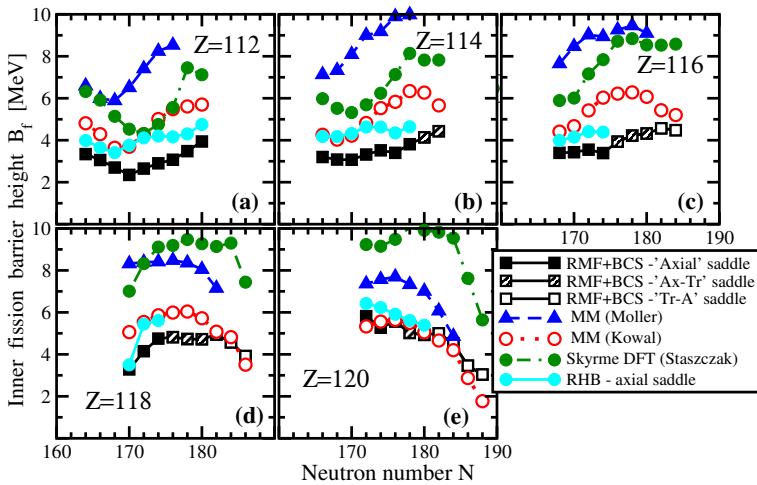 Inner fission barrier height B_f [MeV]
10
8
6
4
2
Z=112
(a)
Z=114
(b)
Z=116
(c)
170 180 190
10
8
6
4
2
Z=118
(d)
Z=120
(e)
RMF+BCS -'Axial' saddle
RMF+BCS -'Ax-Tr' saddle
RMF+BCS -'Tr-A' saddle
MM (Moller)
MM (Kowal)
Skyrme DFT (Staszczak)
RHB - axial saddle
160 170 180 190
170 180 190
Neutron number N